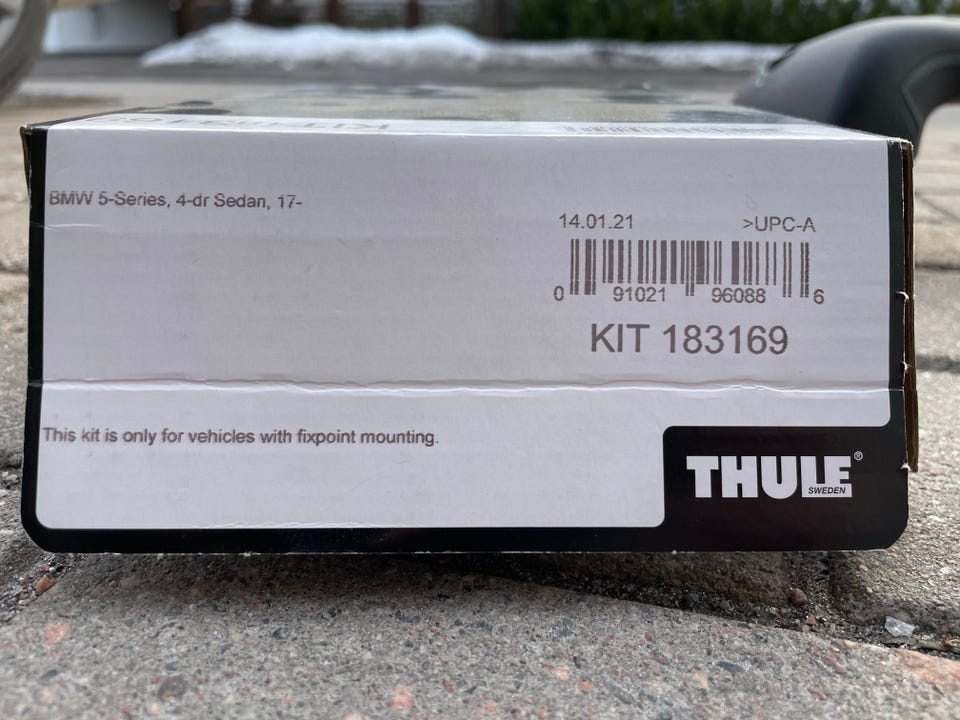 BMW 5-Series, 4-dr Sedan, 17-
14.01.21 >UPC-A
0 91021 96088 6
KIT 183169
This kit is only for vehicles with fixpoint mounting.
THULE®
SWEDEN